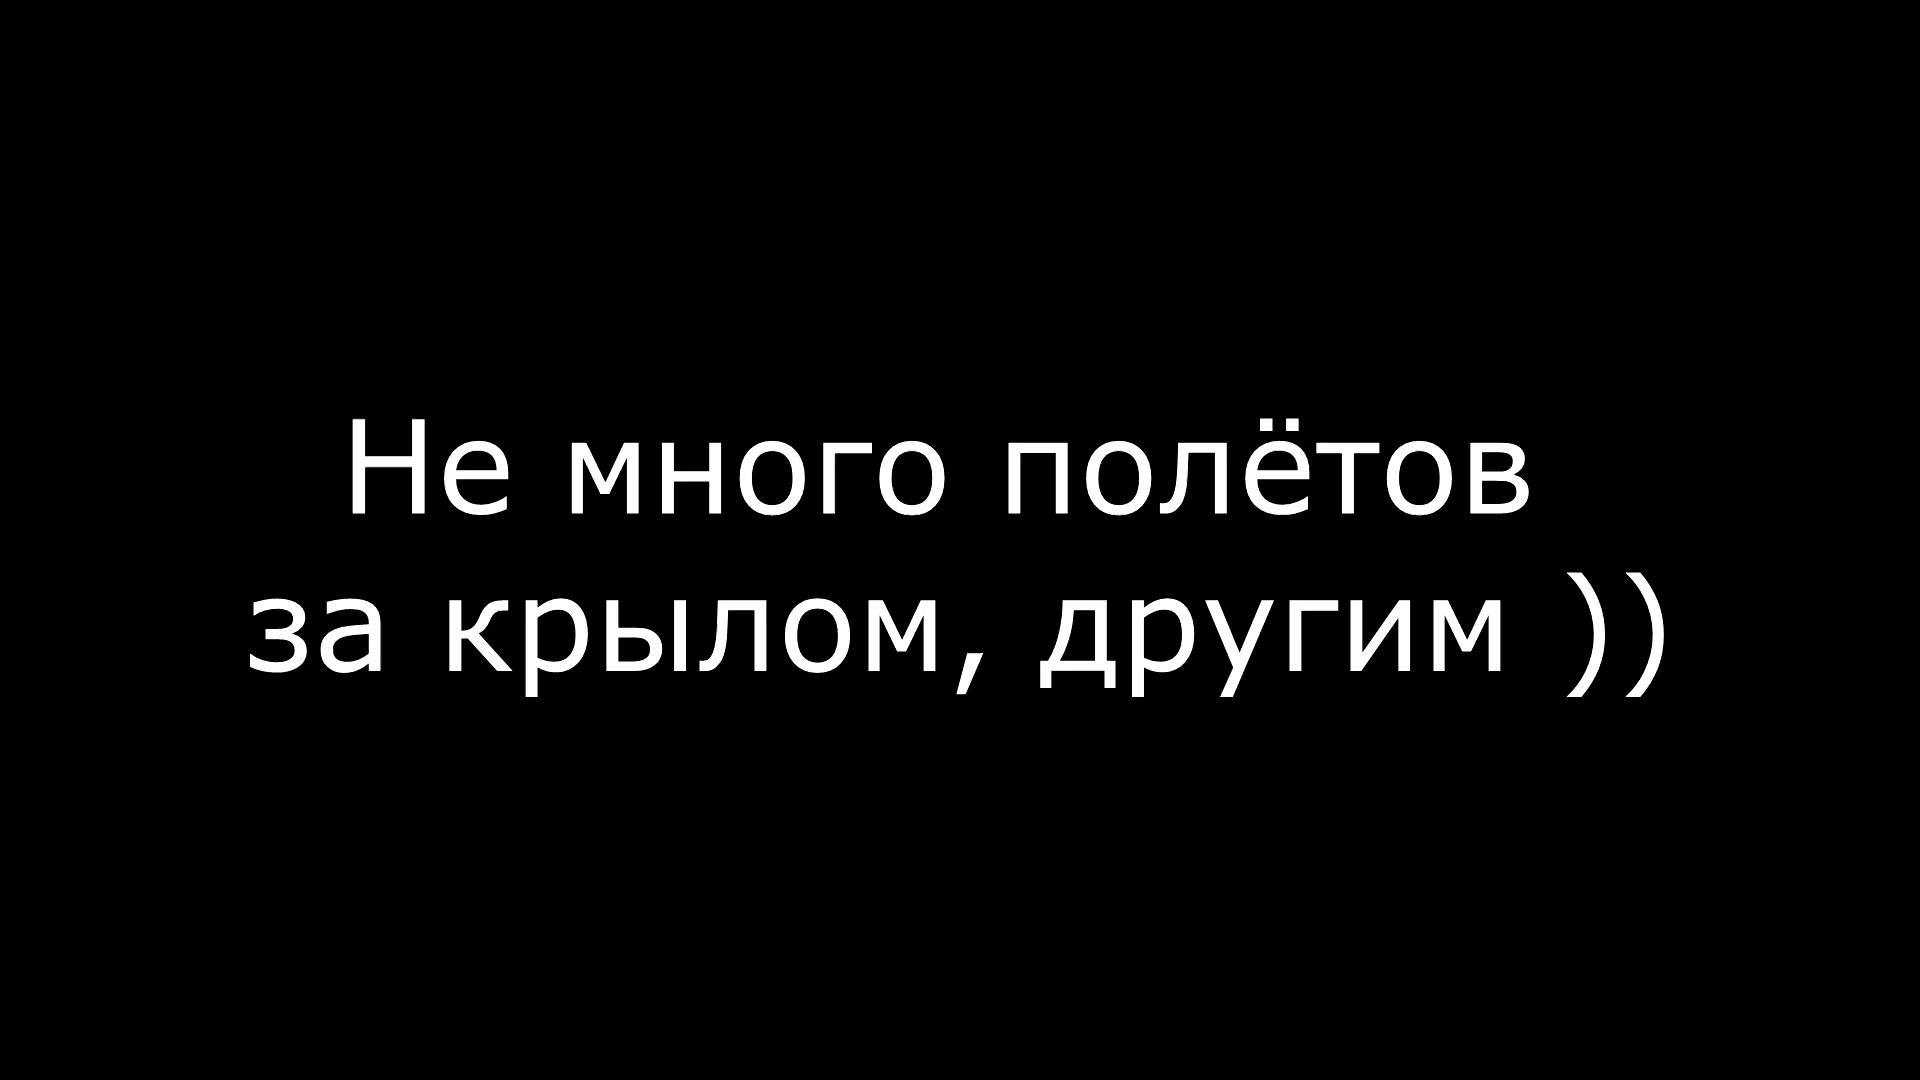 Не много полётов
за крылом, другим ))